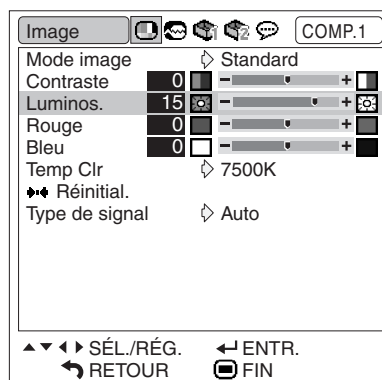 Image COMP.1
Mode image Standard
Contraste 0 - +
Luminos. 15 - +
Rouge 0 - +
Bleu 0 - +
Temp Clr 7500K
Réinitial.
Type de signal Auto
SÉL./RÉG. ENTR.
RETOUR FIN